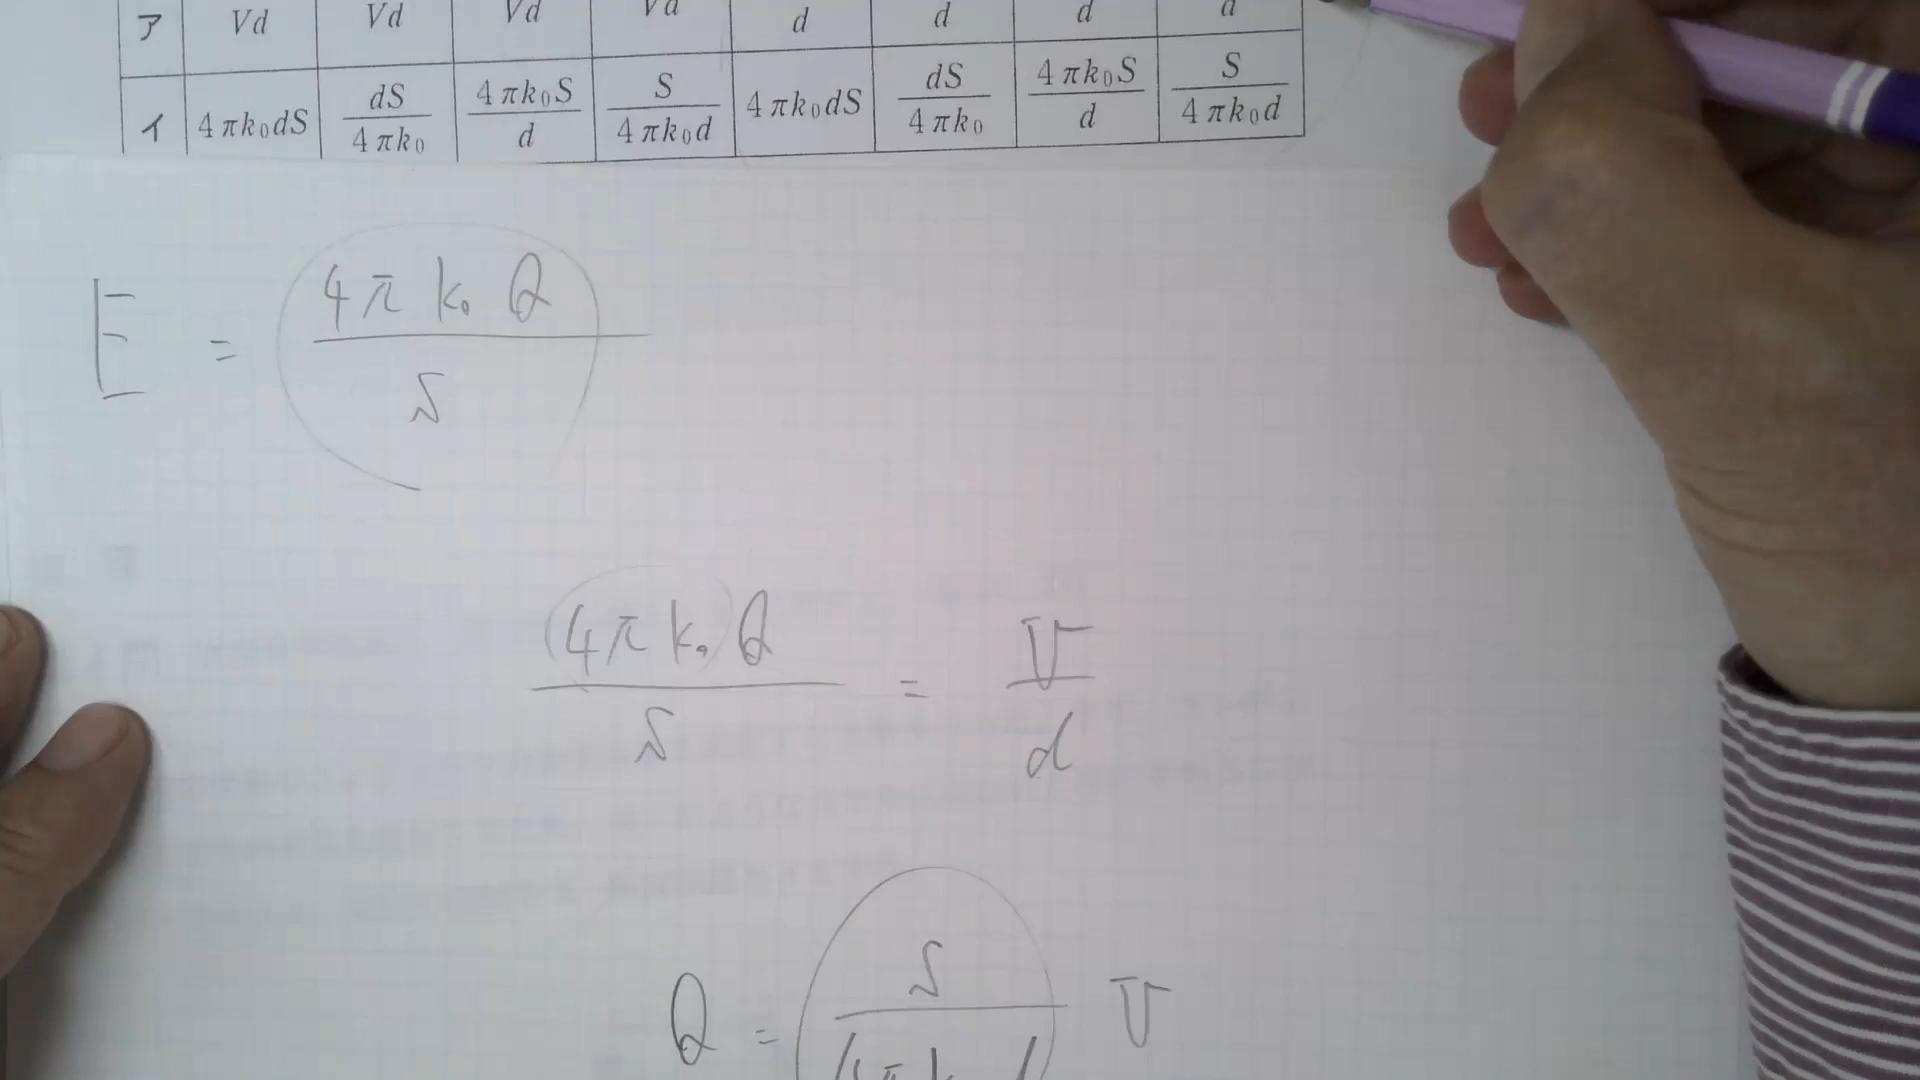 ア Vd Vd Vd Vd d d d d
イ 4πk₀dS dS/4πk₀ 4πk₀S/d S/4πk₀d 4πk₀dS dS/4πk₀ 4πk₀S/d S/4πk₀d
E = 4πk₀Q/S
4πk₀Q/S = V/d
Q = S/4πk₀d V